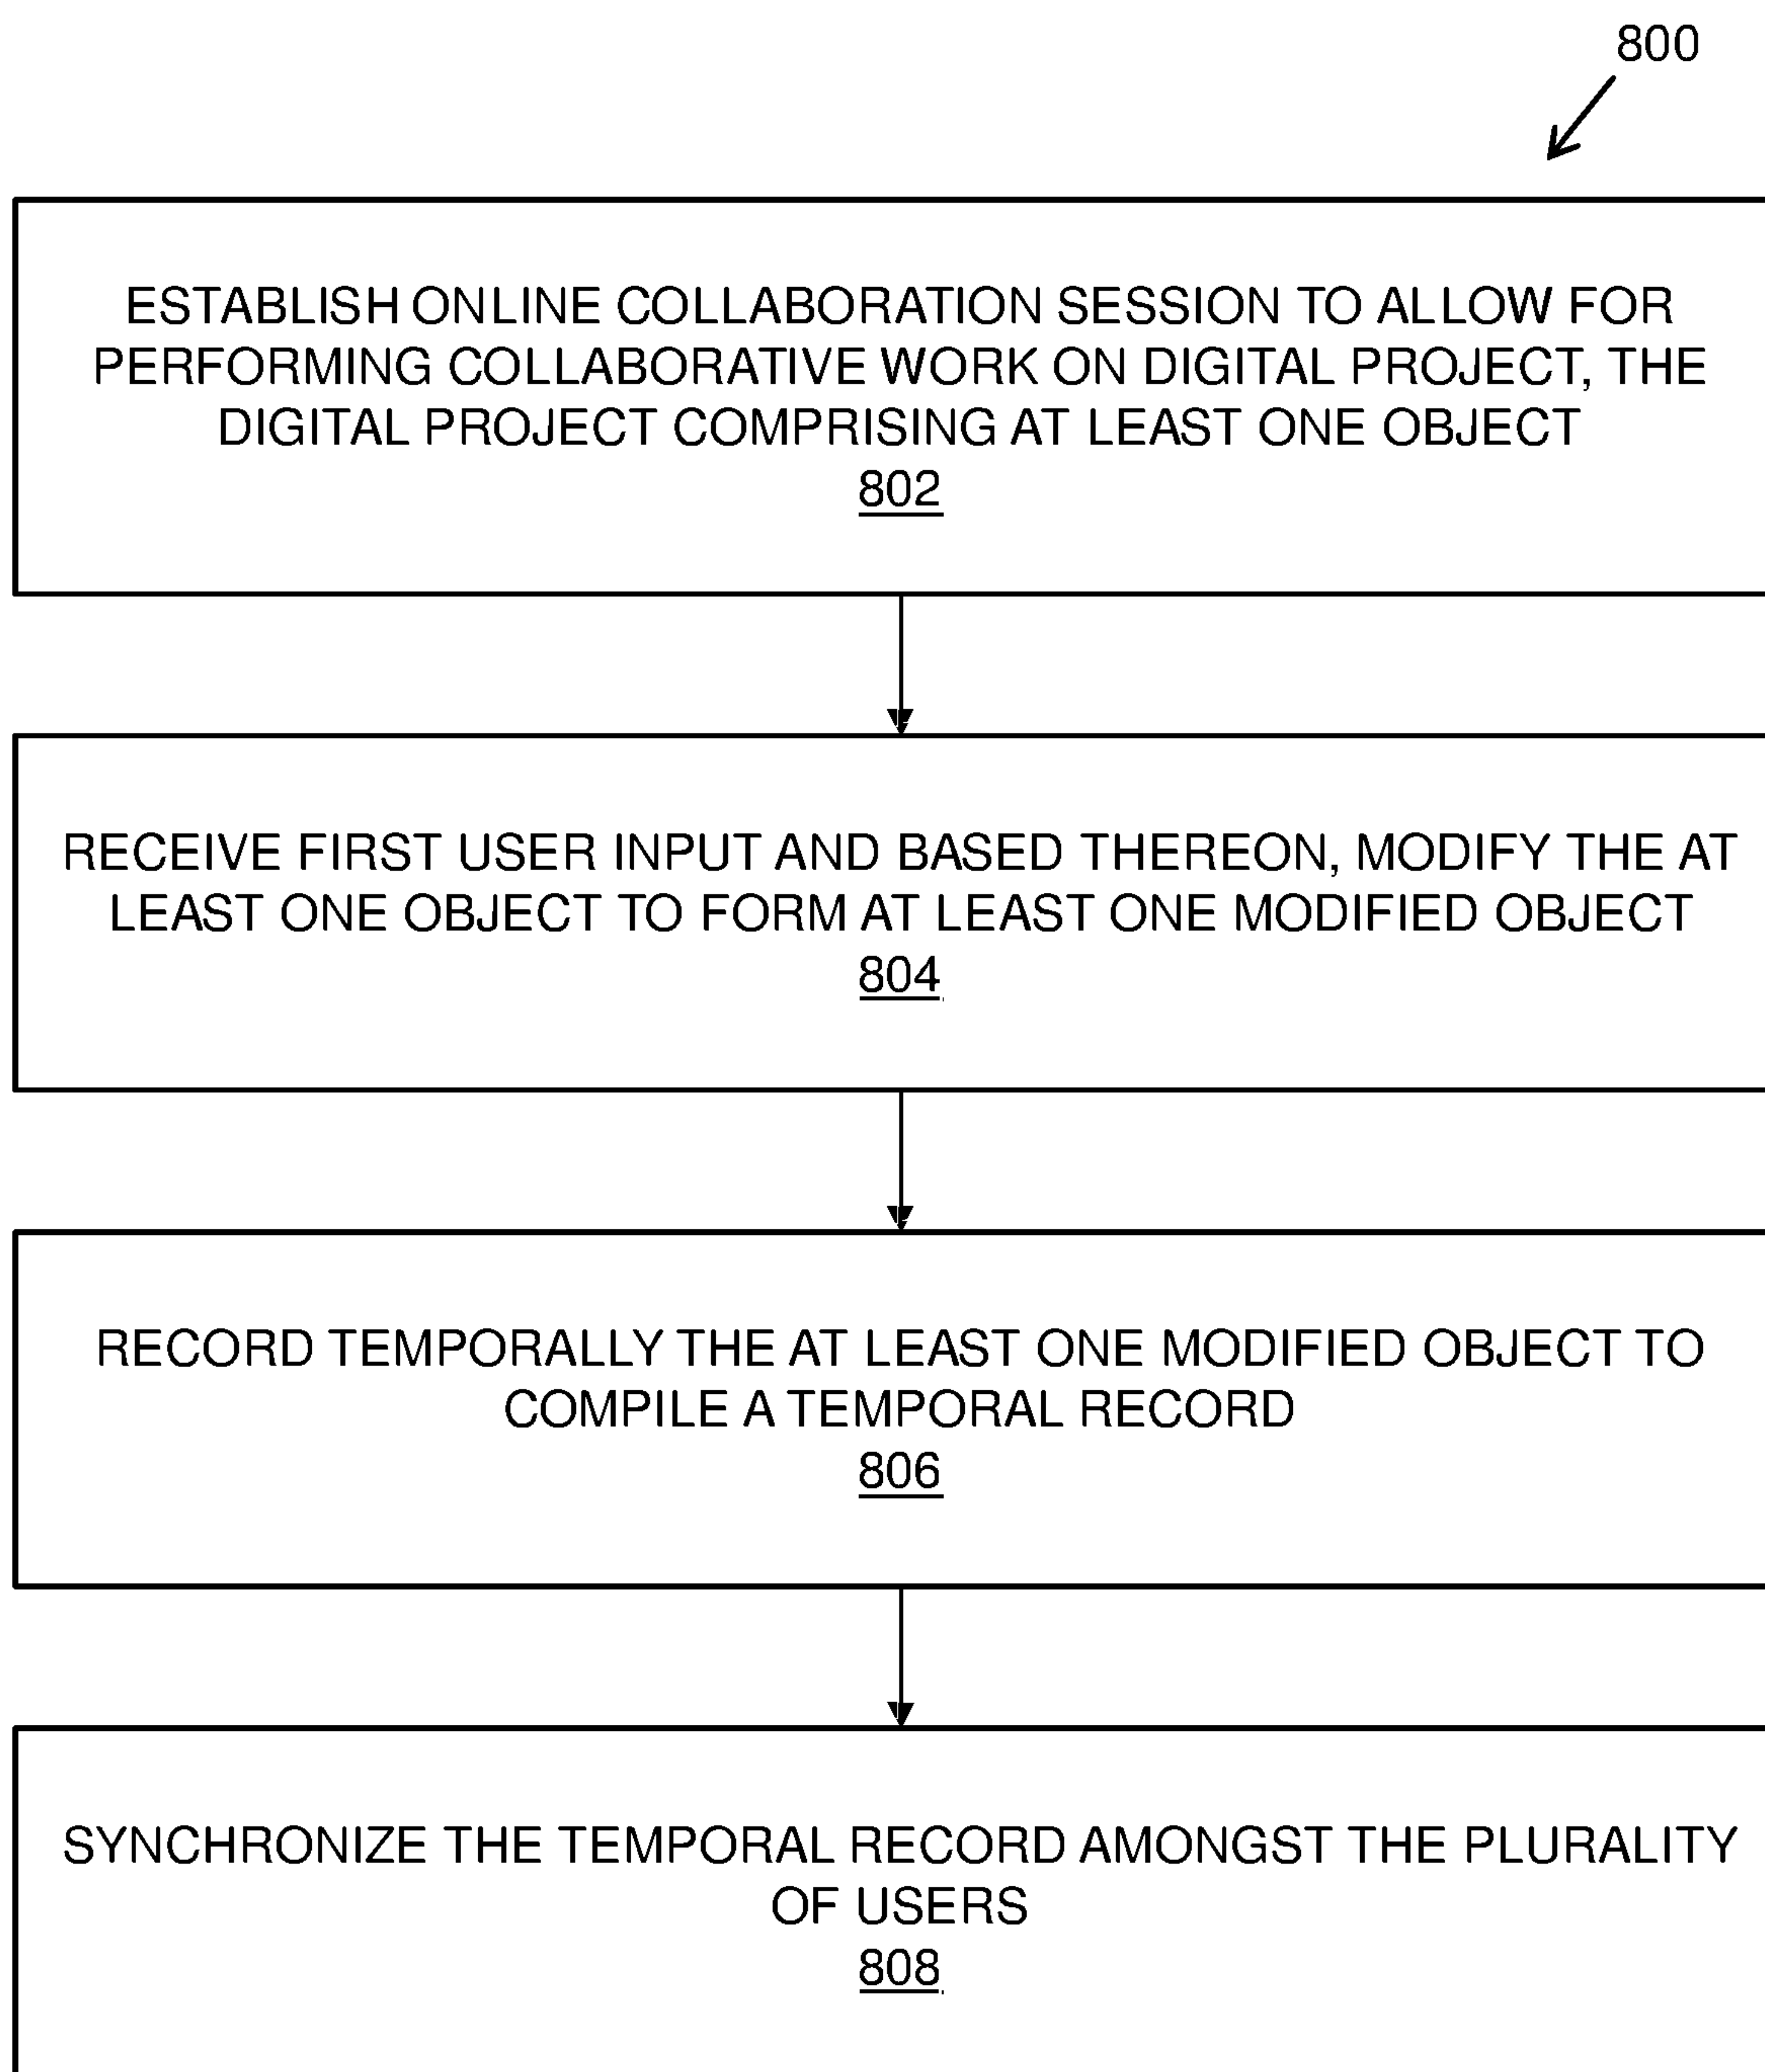 800
ESTABLISH ONLINE COLLABORATION SESSION TO ALLOW FOR
PERFORMING COLLABORATIVE WORK ON DIGITAL PROJECT, THE
DIGITAL PROJECT COMPRISING AT LEAST ONE OBJECT
802
RECEIVE FIRST USER INPUT AND BASED THEREON, MODIFY THE AT
LEAST ONE OBJECT TO FORM AT LEAST ONE MODIFIED OBJECT
804
RECORD TEMPORALLY THE AT LEAST ONE MODIFIED OBJECT TO
COMPILE A TEMPORAL RECORD
806
SYNCHRONIZE THE TEMPORAL RECORD AMONGST THE PLURALITY
OF USERS
808